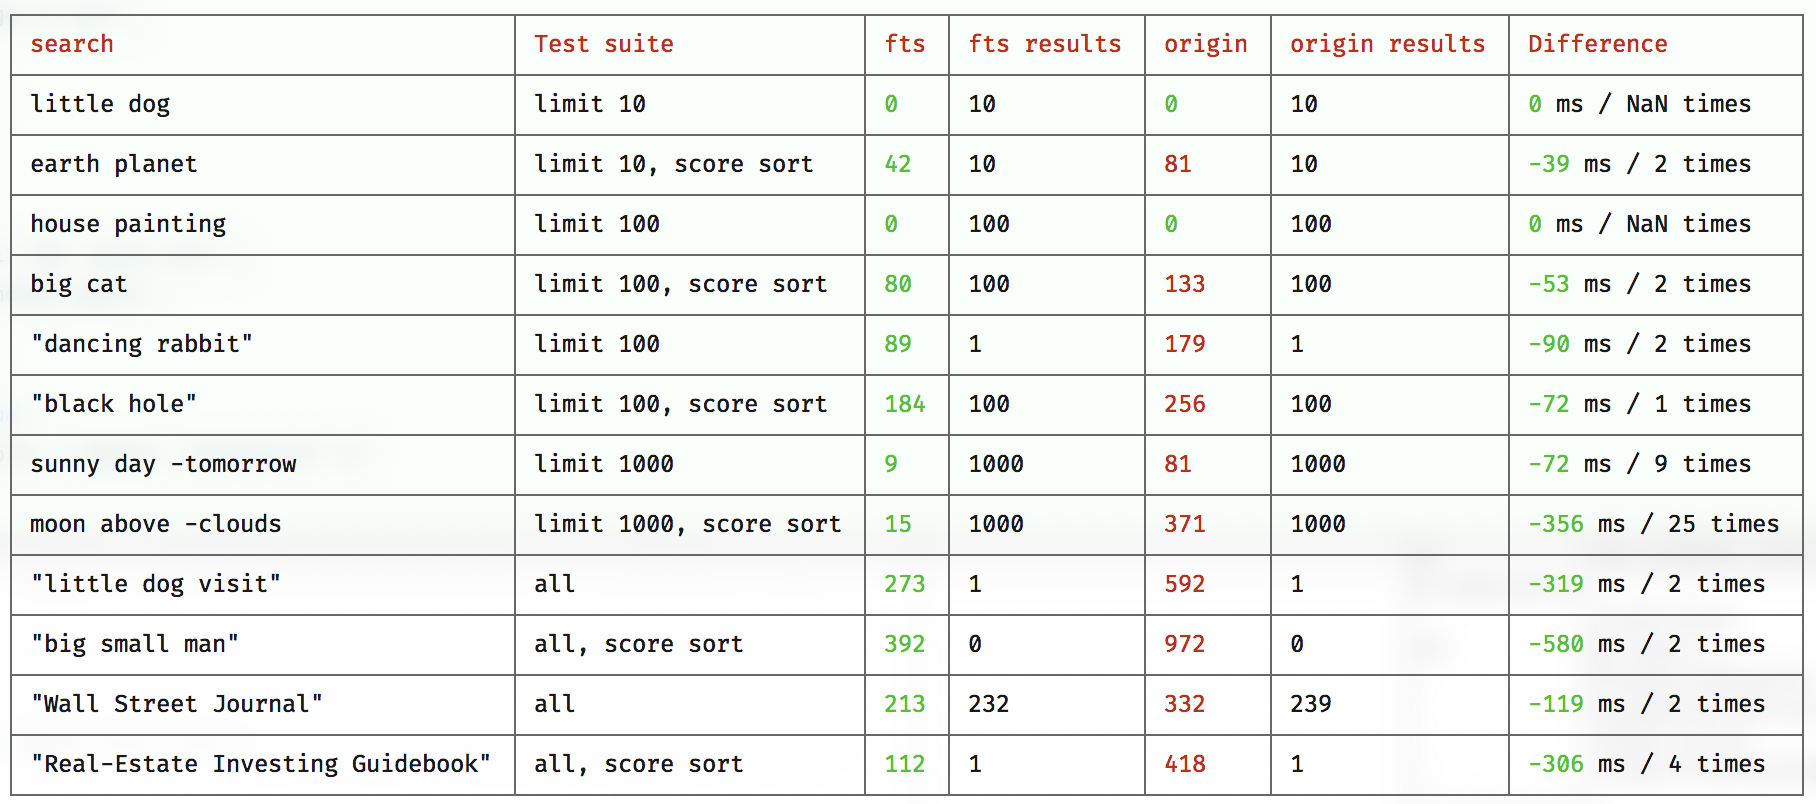 search Test suite fts fts results origin origin results Difference
little dog limit 10 0 10 0 10 0 ms / NaN times
earth planet limit 10, score sort 42 10 81 10 -39 ms / 2 times
house painting limit 100 0 100 0 100 0 ms / NaN times
big cat limit 100, score sort 80 100 133 100 -53 ms / 2 times
"dancing rabbit" limit 100 89 1 179 1 -90 ms / 2 times
"black hole" limit 100, score sort 184 100 256 100 -72 ms / 1 times
sunny day -tomorrow limit 1000 9 1000 81 1000 -72 ms / 9 times
moon above -clouds limit 1000, score sort 15 1000 371 1000 -356 ms / 25 times
"little dog visit" all 273 1 592 1 -319 ms / 2 times
"big small man" all, score sort 392 0 972 0 -580 ms / 2 times
"Wall Street Journal" all 213 232 332 239 -119 ms / 2 times
"Real-Estate Investing Guidebook" all, score sort 112 1 418 1 -306 ms / 4 times